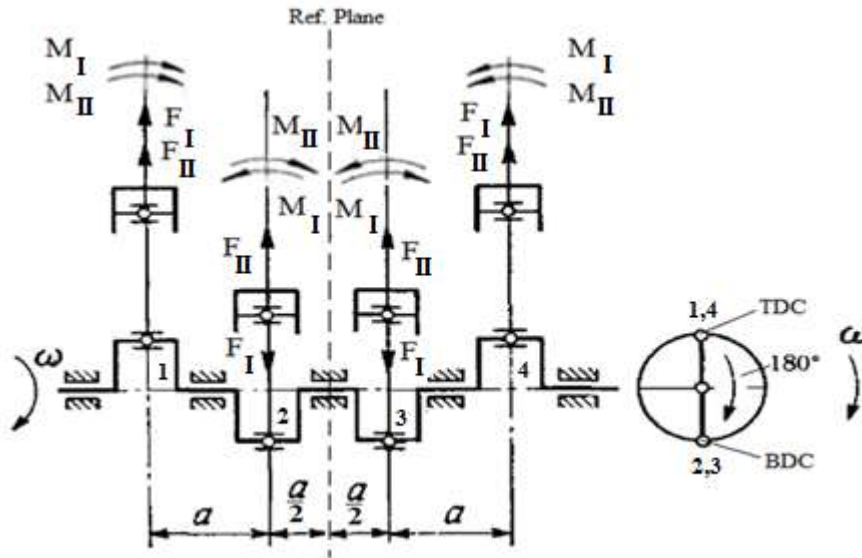 Ref. Plane
M I
M II
F I
F II
M II
M I
F II
F I
M II
M I
F II
F I
M I
M II
F I
F II
ω
1
2
3
4
1,4
TDC
180°
2,3
BDC
a
a/2
a/2
a